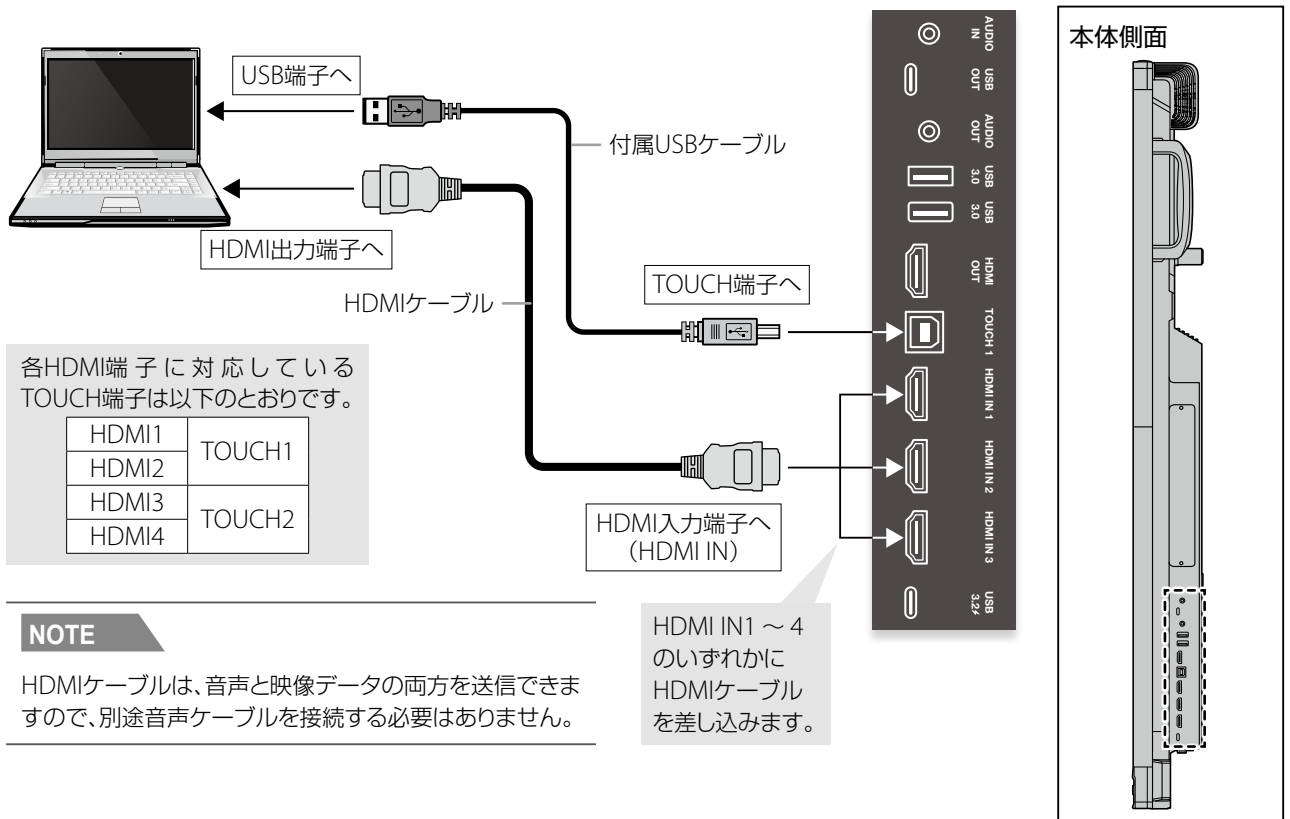 USB端子へ
付属USBケーブル
HDMI出力端子へ
HDMIケーブル
TOUCH端子へ
各HDMI端子に対応している
TOUCH端子は以下のとおりです。
HDMI1
HDMI2
TOUCH1
HDMI3
HDMI4
TOUCH2
HDMI入力端子へ
（HDMI IN）
HDMI IN1 ～ 4
のいずれかに
HDMIケーブル
を差し込みます。
NOTE
HDMIケーブルは、音声と映像データの両方を送信できま
すので、別途音声ケーブルを接続する必要はありません。
AUDIO
IN
USB
OUT
AUDIO
OUT
USB
3.0
USB
3.0
HDMI
OUT
TOUCH 1
HDMI IN 1
HDMI IN 2
HDMI IN 3
USB
3.2⚡
本体側面